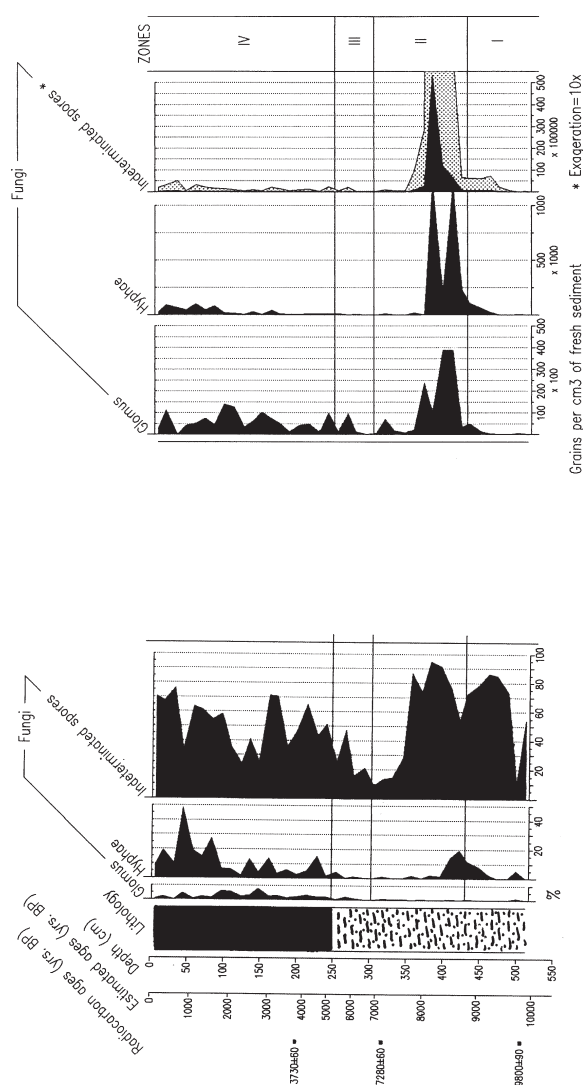 Radiocarbon ages (yrs. BP)
Estimated ages (yrs. BP)
Depth (cm)
Lithology
Glomus
Hyphae
Indeterminated spores
Fungi
3730±60
7280±60
9800±90
0
1000
2000
3000
4000
5000
6000
7000
8000
9000
10000
0
50
100
150
200
250
300
350
400
450
500
550
%
20 40
20 40 60 80 100
Fungi
Glomus
Hyphae
Indeterminated spores *
ZONES
IV
III
II
I
100 200 300 400 500
x 100
500 1000
x 1000
100 200 300 400 500
x 100000
Grains per cm3 of fresh sediment
* Exageration=10x